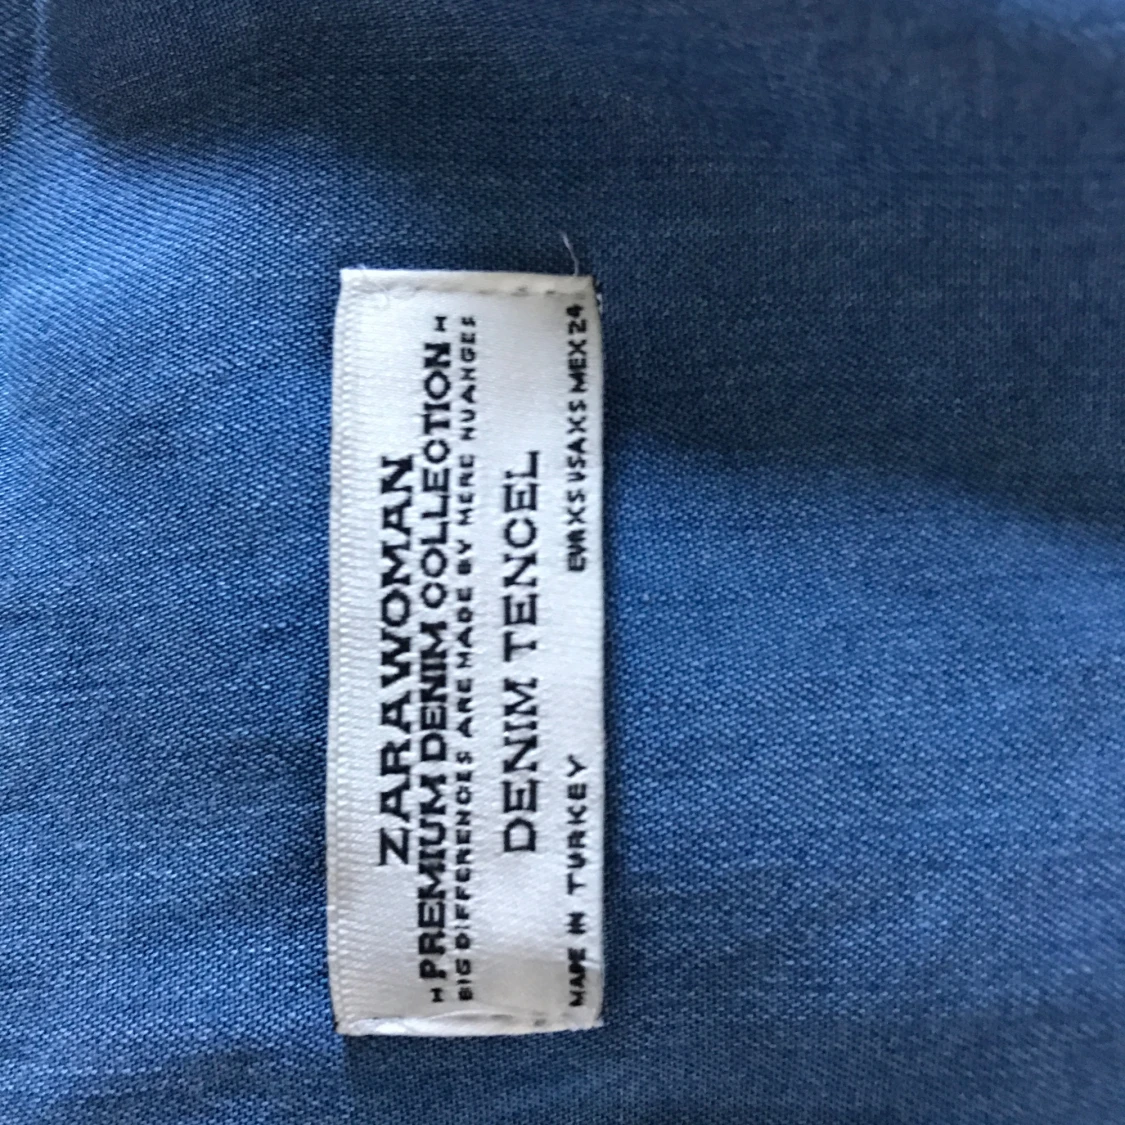 ZARA WOMAN
PREMIUM DENIM COLLECTION
BIG DIFFERENCES ARE MADE BY MERE NUANCES
DENIM TENCEL
MADE IN TURKEY EUR XS USA XS MEX 24